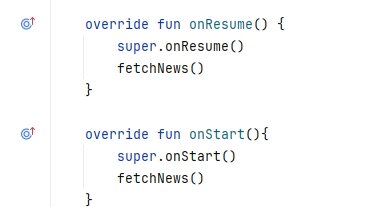 override fun onResume() {
    super.onResume()
    fetchNews()
}
override fun onStart(){
    super.onStart()
    fetchNews()
}